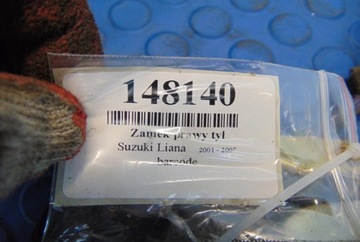 148140
Zamek prawy tył
Suzuki Liana 2001 - 2007
barcode